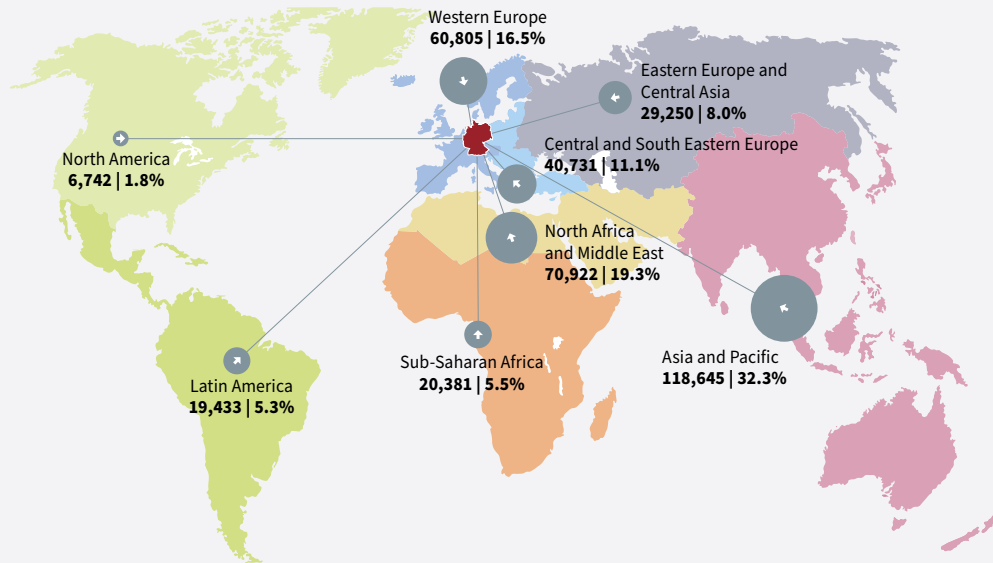 Western Europe
60,805 | 16.5%
Eastern Europe and
Central Asia
29,250 | 8.0%
North America
6,742 | 1.8%
Central and South Eastern Europe
40,731 | 11.1%
North Africa
and Middle East
70,922 | 19.3%
Sub-Saharan Africa
20,381 | 5.5%
Asia and Pacific
118,645 | 32.3%
Latin America
19,433 | 5.3%